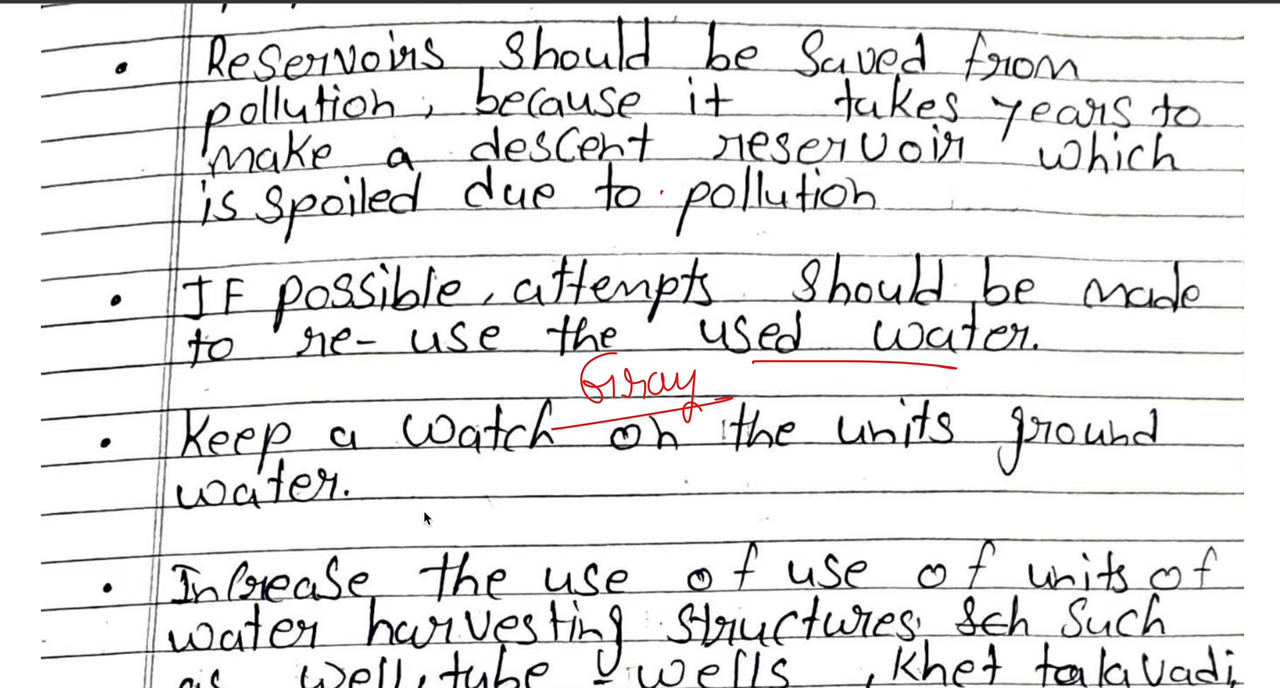 • Reservoirs should be saved from
pollution, because it takes years to
make a descent reservoir which
is spoiled due to pollution
• IF possible, attempts should be made
to re-use the used water.
Gray
• Keep a watch on the units ground
water.
• Increase the use of use of units of
water harvesting structures, Sch Such
as well, tube wells, Khet talavadi,